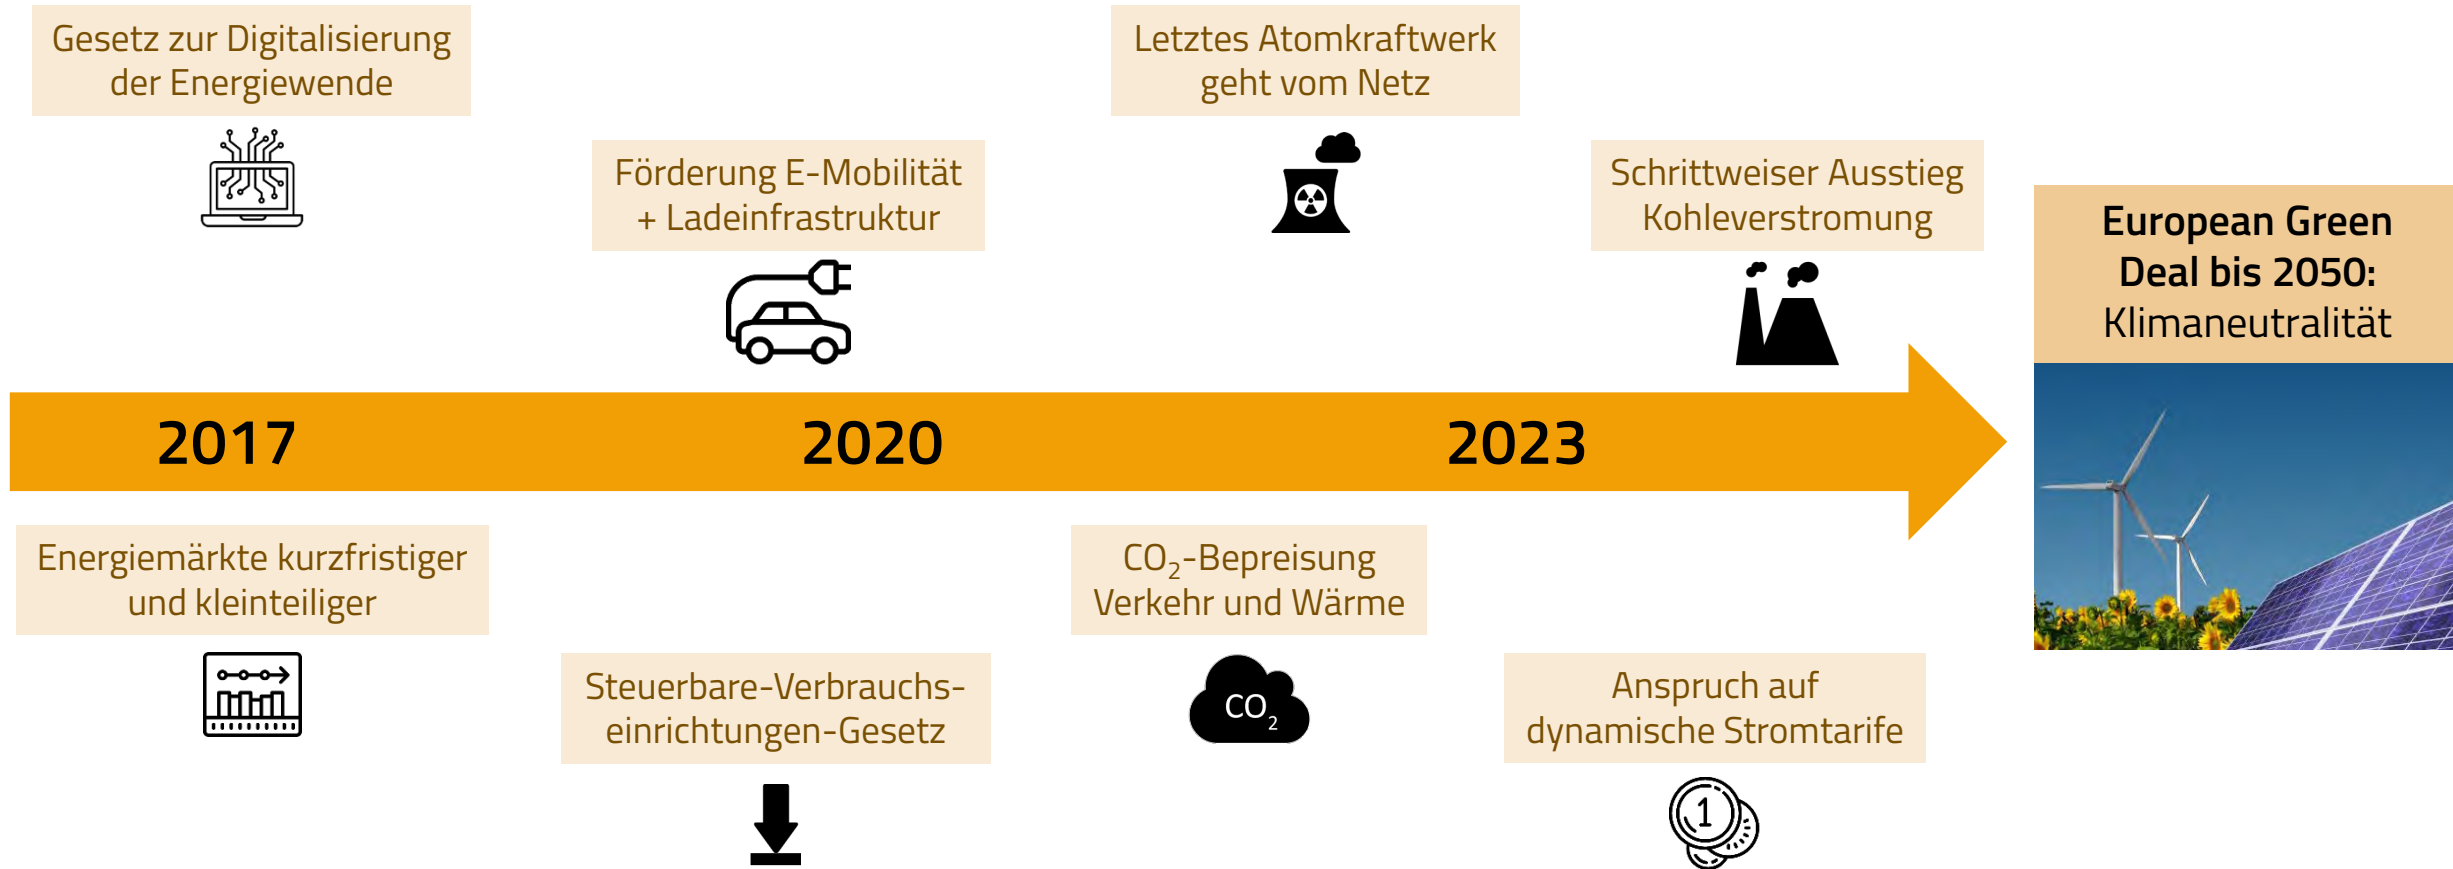 Gesetz zur Digitalisierung
der Energiewende
Letztes Atomkraftwerk
geht vom Netz
Förderung E-Mobilität
+ Ladeinfrastruktur
Schrittweiser Ausstieg
Kohleverstromung
European Green
Deal bis 2050:
Klimaneutralität
2017
2020
2023
Energiemärkte kurzfristiger
und kleinteiliger
CO₂-Bepreisung
Verkehr und Wärme
Steuerbare-Verbrauchs-
einrichtungen-Gesetz
CO₂
Anspruch auf
dynamische Stromtarife
1